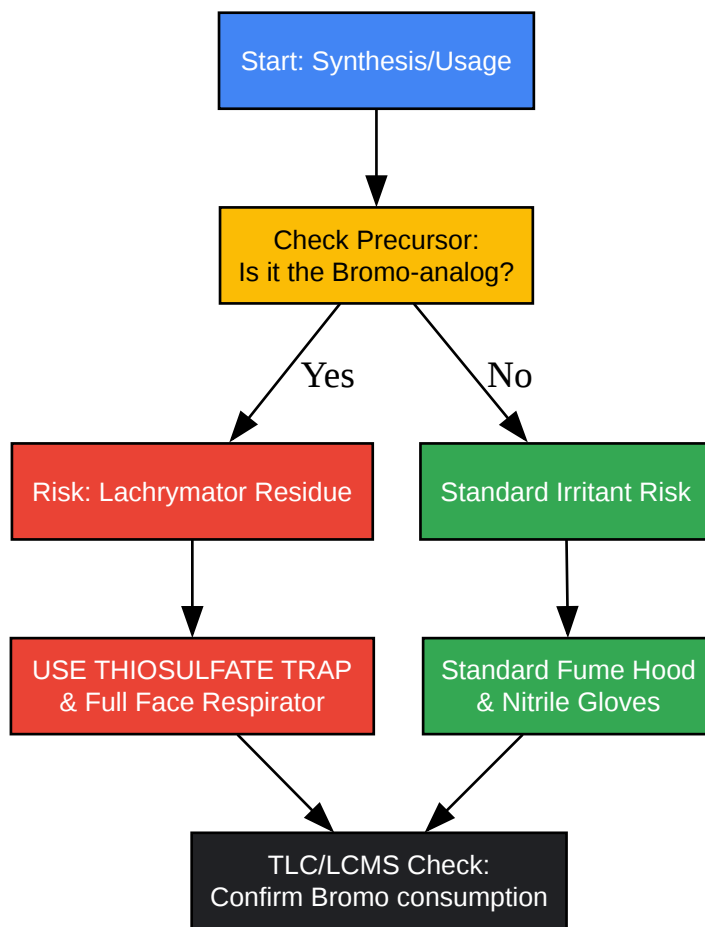 Start: Synthesis/Usage
Check Precursor:
Is it the Bromo-analog?
Yes
No
Risk: Lachrymator Residue
Standard Irritant Risk
USE THIOSULFATE TRAP
& Full Face Respirator
Standard Fume Hood
& Nitrile Gloves
TLC/LCMS Check:
Confirm Bromo consumption